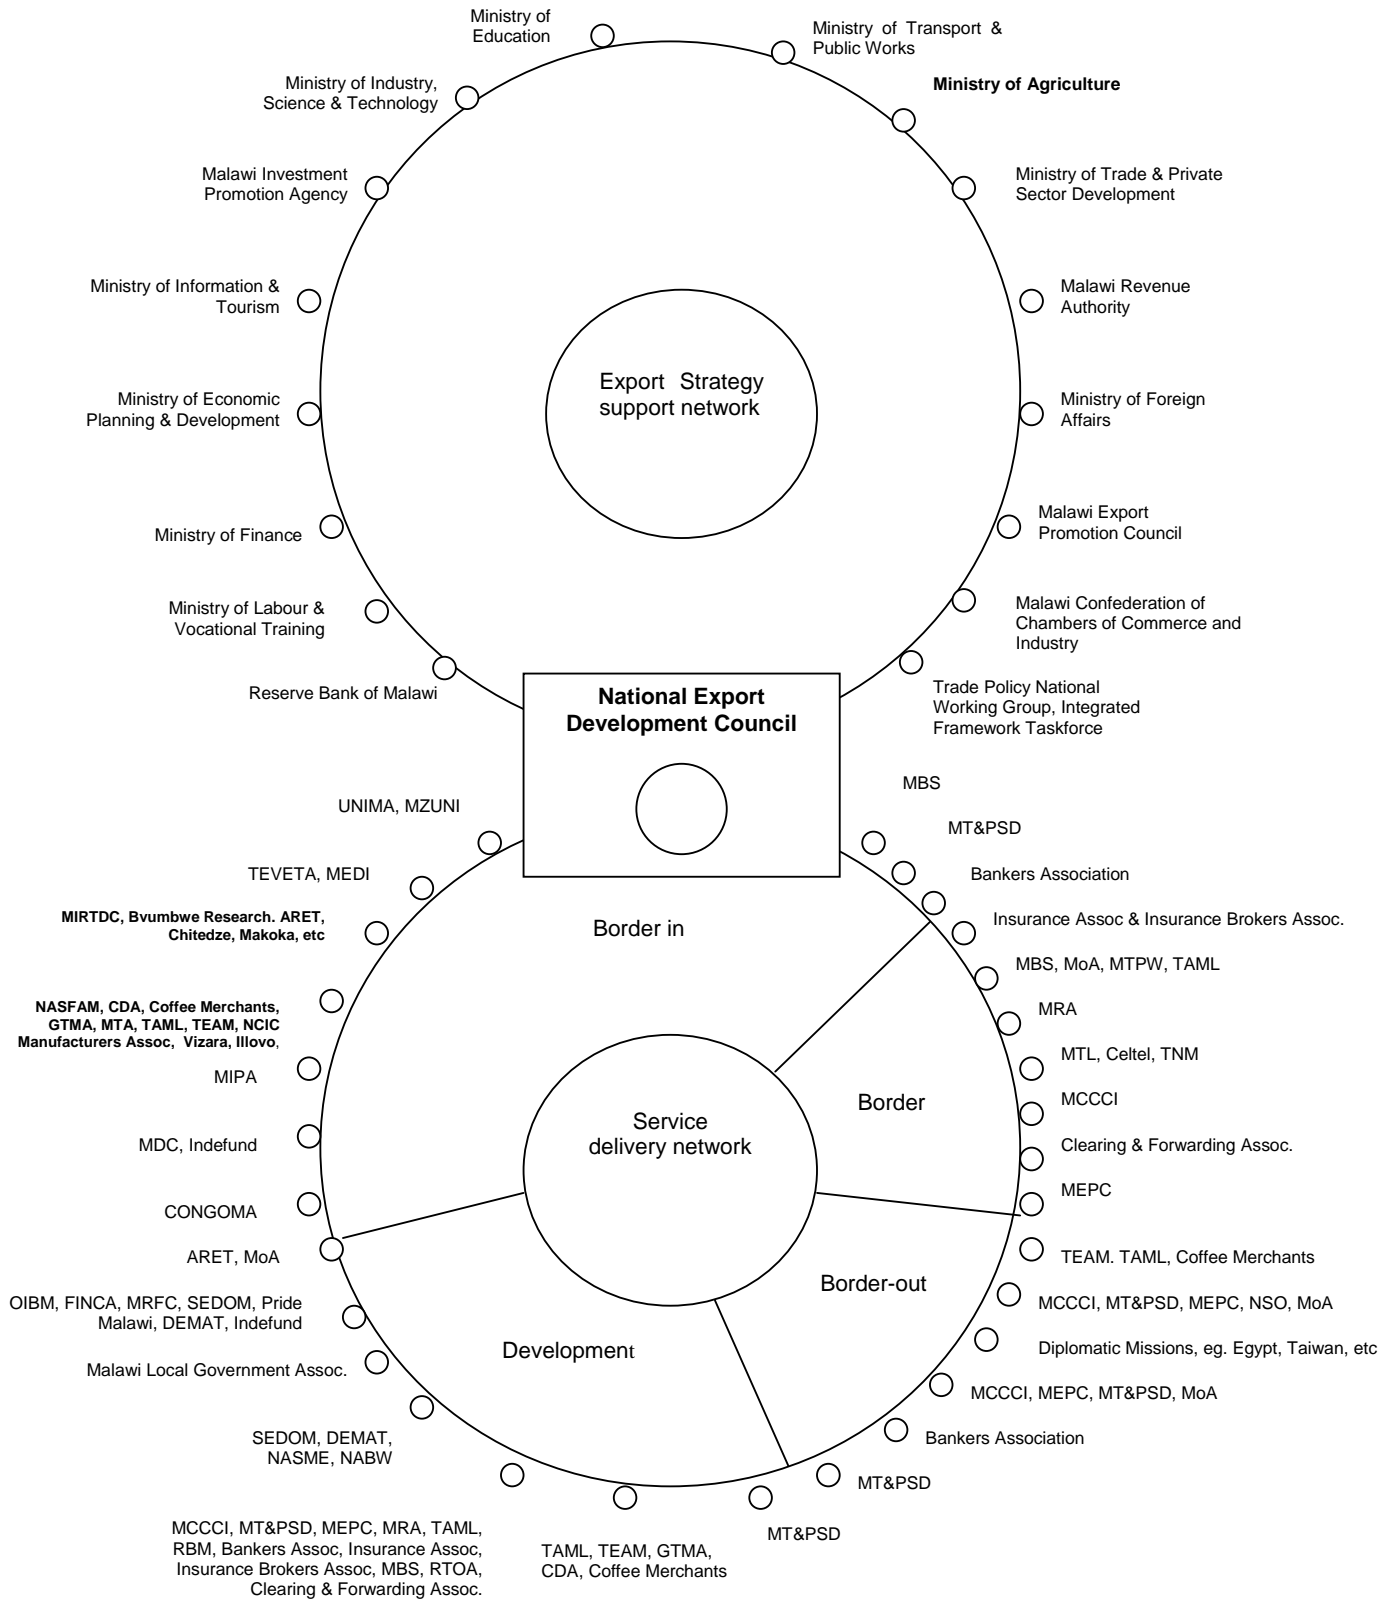 Ministry of
Education
Ministry of Transport &
Public Works
Ministry of Industry,
Science & Technology
Ministry of Agriculture
Malawi Investment
Promotion Agency
Ministry of Trade & Private
Sector Development
Ministry of Information &
Tourism
Malawi Revenue
Authority
Export Strategy
support network
Ministry of Economic
Planning & Development
Ministry of Foreign
Affairs
Ministry of Finance
Malawi Export
Promotion Council
Ministry of Labour &
Vocational Training
Malawi Confederation of
Chambers of Commerce and
Industry
Reserve Bank of Malawi
Trade Policy National
Working Group, Integrated
Framework Taskforce
National Export
Development Council
UNIMA, MZUNI
MBS
MT&PSD
TEVETA, MEDI
Bankers Association
MIRTDC, Bvumbwe Research. ARET,
Chitedze, Makoka, etc
Border in
Insurance Assoc & Insurance Brokers Assoc.
MBS, MoA, MTPW, TAML
NASFAM, CDA, Coffee Merchants,
GTMA, MTA, TAML, TEAM, NCIC
Manufacturers Assoc, Vizara, Illovo,
MRA
MIPA
MTL, Celtel, TNM
Border
MCCCI
Service
delivery network
MDC, Indefund
Clearing & Forwarding Assoc.
CONGOMA
MEPC
ARET, MoA
TEAM. TAML, Coffee Merchants
Border-out
OIBM, FINCA, MRFC, SEDOM, Pride
Malawi, DEMAT, Indefund
MCCCI, MT&PSD, MEPC, NSO, MoA
Development
Diplomatic Missions, eg. Egypt, Taiwan, etc
Malawi Local Government Assoc.
MCCCI, MEPC, MT&PSD, MoA
SEDOM, DEMAT,
NASME, NABW
Bankers Association
MT&PSD
MCCCI, MT&PSD, MEPC, MRA, TAML,
RBM, Bankers Assoc, Insurance Assoc,
Insurance Brokers Assoc, MBS, RTOA,
Clearing & Forwarding Assoc.
TAML, TEAM, GTMA,
CDA, Coffee Merchants
MT&PSD